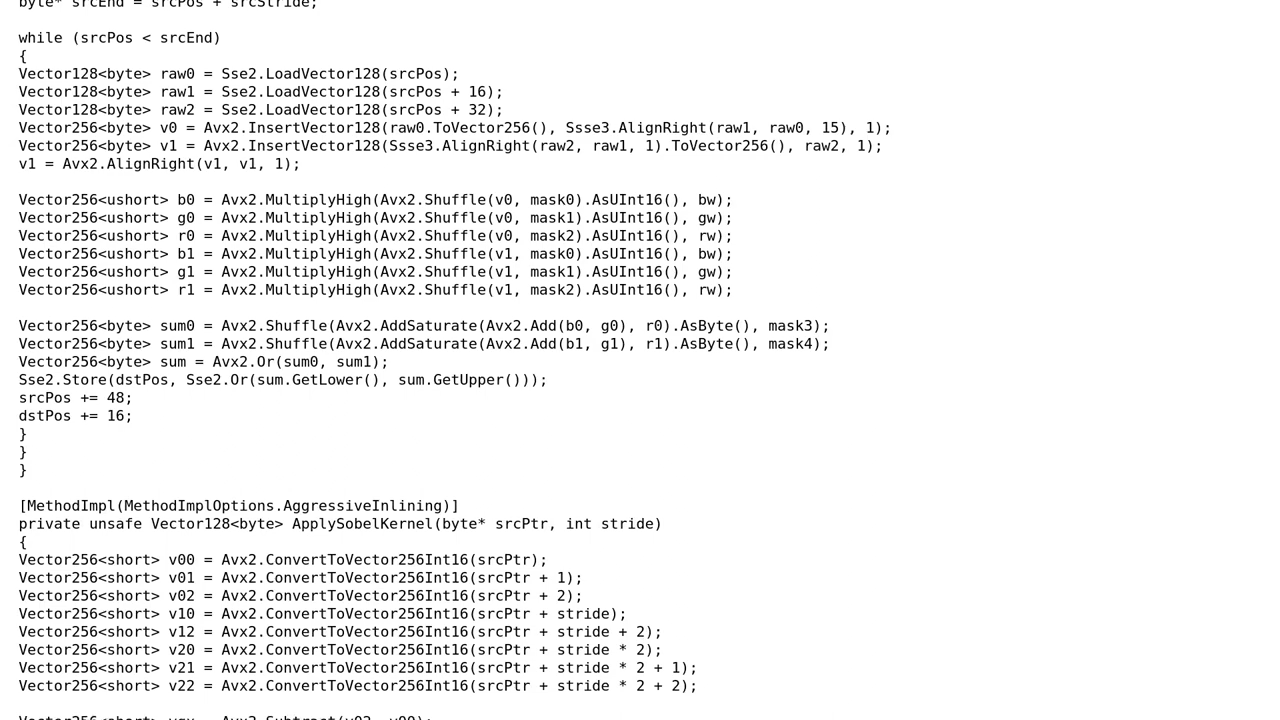 byte* srcEnd = srcPos + srcStride;
while (srcPos < srcEnd)
{
Vector128<byte> raw0 = Sse2.LoadVector128(srcPos);
Vector128<byte> raw1 = Sse2.LoadVector128(srcPos + 16);
Vector128<byte> raw2 = Sse2.LoadVector128(srcPos + 32);
Vector256<byte> v0 = Avx2.InsertVector128(raw0.ToVector256(), Ssse3.AlignRight(raw1, raw0, 15), 1);
Vector256<byte> v1 = Avx2.InsertVector128(Ssse3.AlignRight(raw2, raw1, 1).ToVector256(), raw2, 1);
v1 = Avx2.AlignRight(v1, v1, 1);
Vector256<ushort> b0 = Avx2.MultiplyHigh(Avx2.Shuffle(v0, mask0).AsUInt16(), bw);
Vector256<ushort> g0 = Avx2.MultiplyHigh(Avx2.Shuffle(v0, mask1).AsUInt16(), gw);
Vector256<ushort> r0 = Avx2.MultiplyHigh(Avx2.Shuffle(v0, mask2).AsUInt16(), rw);
Vector256<ushort> b1 = Avx2.MultiplyHigh(Avx2.Shuffle(v1, mask0).AsUInt16(), bw);
Vector256<ushort> g1 = Avx2.MultiplyHigh(Avx2.Shuffle(v1, mask1).AsUInt16(), gw);
Vector256<ushort> r1 = Avx2.MultiplyHigh(Avx2.Shuffle(v1, mask2).AsUInt16(), rw);
Vector256<byte> sum0 = Avx2.Shuffle(Avx2.AddSaturate(Avx2.Add(b0, g0), r0).AsByte(), mask3);
Vector256<byte> sum1 = Avx2.Shuffle(Avx2.AddSaturate(Avx2.Add(b1, g1), r1).AsByte(), mask4);
Vector256<byte> sum = Avx2.Or(sum0, sum1);
Sse2.Store(dstPos, Sse2.Or(sum.GetLower(), sum.GetUpper()));
srcPos += 48;
dstPos += 16;
}
}
}
[MethodImpl(MethodImplOptions.AggressiveInlining)]
private unsafe Vector128<byte> ApplySobelKernel(byte* srcPtr, int stride)
{
Vector256<short> v00 = Avx2.ConvertToVector256Int16(srcPtr);
Vector256<short> v01 = Avx2.ConvertToVector256Int16(srcPtr + 1);
Vector256<short> v02 = Avx2.ConvertToVector256Int16(srcPtr + 2);
Vector256<short> v10 = Avx2.ConvertToVector256Int16(srcPtr + stride);
Vector256<short> v12 = Avx2.ConvertToVector256Int16(srcPtr + stride + 2);
Vector256<short> v20 = Avx2.ConvertToVector256Int16(srcPtr + stride * 2);
Vector256<short> v21 = Avx2.ConvertToVector256Int16(srcPtr + stride * 2 + 1);
Vector256<short> v22 = Avx2.ConvertToVector256Int16(srcPtr + stride * 2 + 2);
Vector256<short> vgx = Avx2.Subtract(v02, v00);